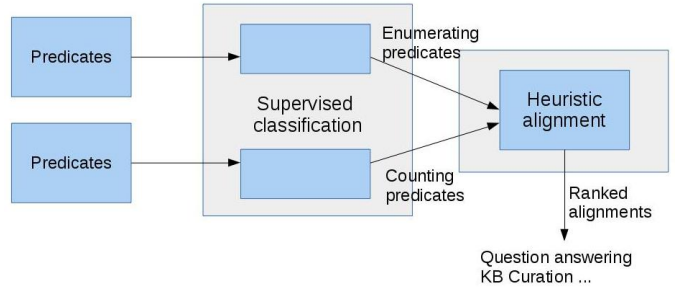 Predicates
Predicates
Supervised
classification
Enumerating
predicates
Counting
predicates
Heuristic
alignment
Ranked
alignments
Question answering
KB Curation ...